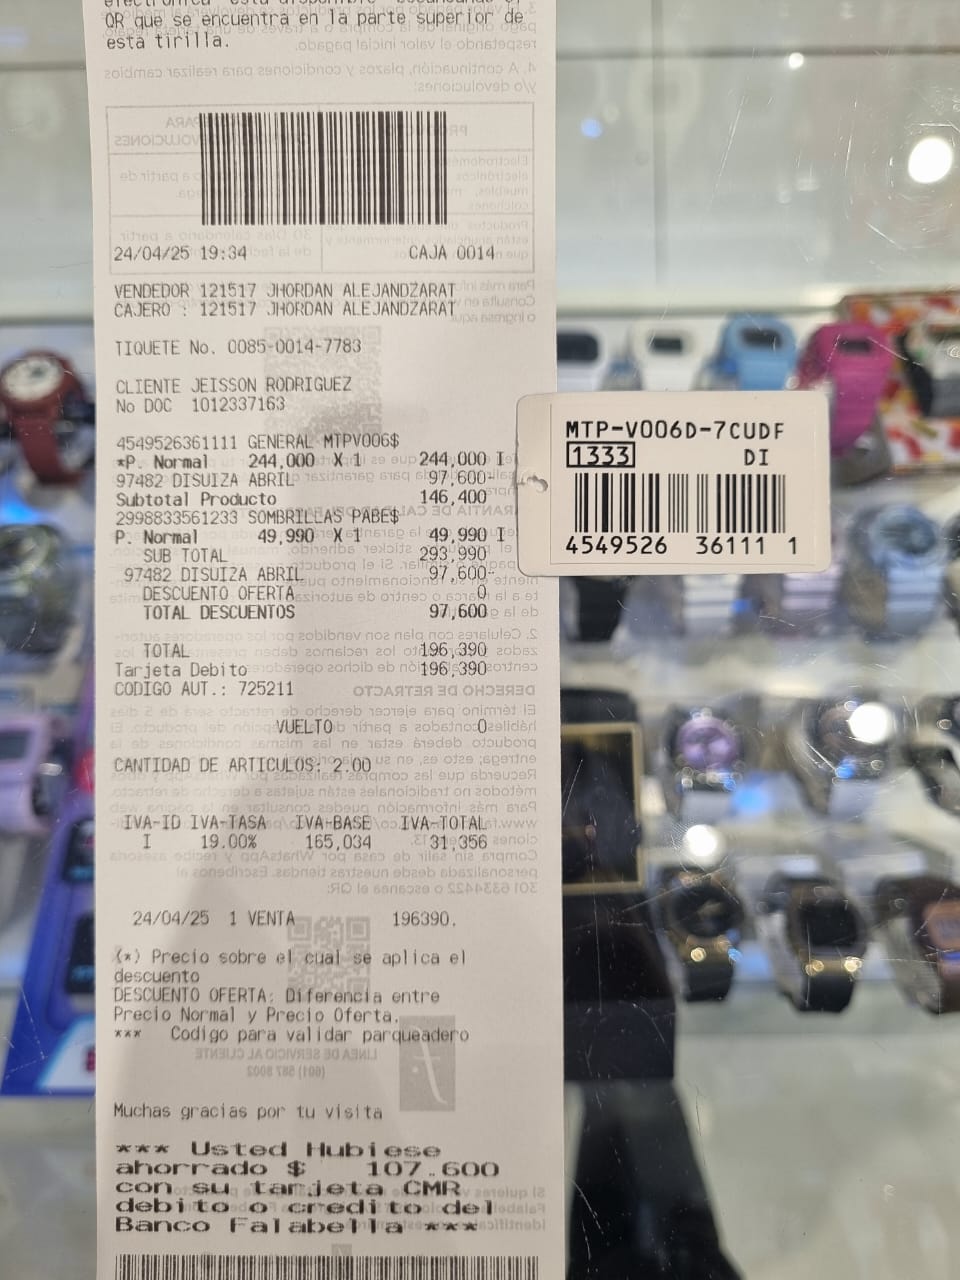 QR que se encuentra en la parte superior de
esta tirilla.
24/04/25 19:34 CAJA 0014
VENDEDOR 121517 JHORDAN ALEJANDZARAT
CAJERO : 121517 JHORDAN ALEJANDZARAT
TIQUETE No. 0085-0014-7783
CLIENTE JEISSON RODRIGUEZ
No DOC 1012337163
4549526361111 GENERAL MTPV006$
*P. Normal 244,000 X 1 244,000 I
97482 DISUIZA ABRIL 97,600-
Subtotal Producto 146,400
2998833561233 SOMBRILLAS PABE$
P. Normal 49,990 X 1 49,990 I
SUB TOTAL 293,990
97482 DISUIZA ABRIL 97,600-
DESCUENTO OFERTA 0
TOTAL DESCUENTOS 97,600
TOTAL 196,390
Tarjeta Debito 196,390
CODIGO AUT.: 725211
VUELTO 0
CANTIDAD DE ARTICULOS: 2.00
IVA-ID IVA-TASA IVA-BASE IVA-TOTAL
I 19.00% 165,034 31,356
24/04/25 1 VENTA 196390.
(*) Precio sobre el cual se aplica el
descuento
DESCUENTO OFERTA: Diferencia entre
Precio Normal y Precio Oferta.
*** Codigo para validar parqueadero
Muchas gracias por tu visita
*** Usted Hubiese
ahorrado $ 107.600
con su tarjeta CMR
debito o credito del
Banco Falabella ***
MTP-V006D-7CUDF
1333 DI
4549526 36111 1